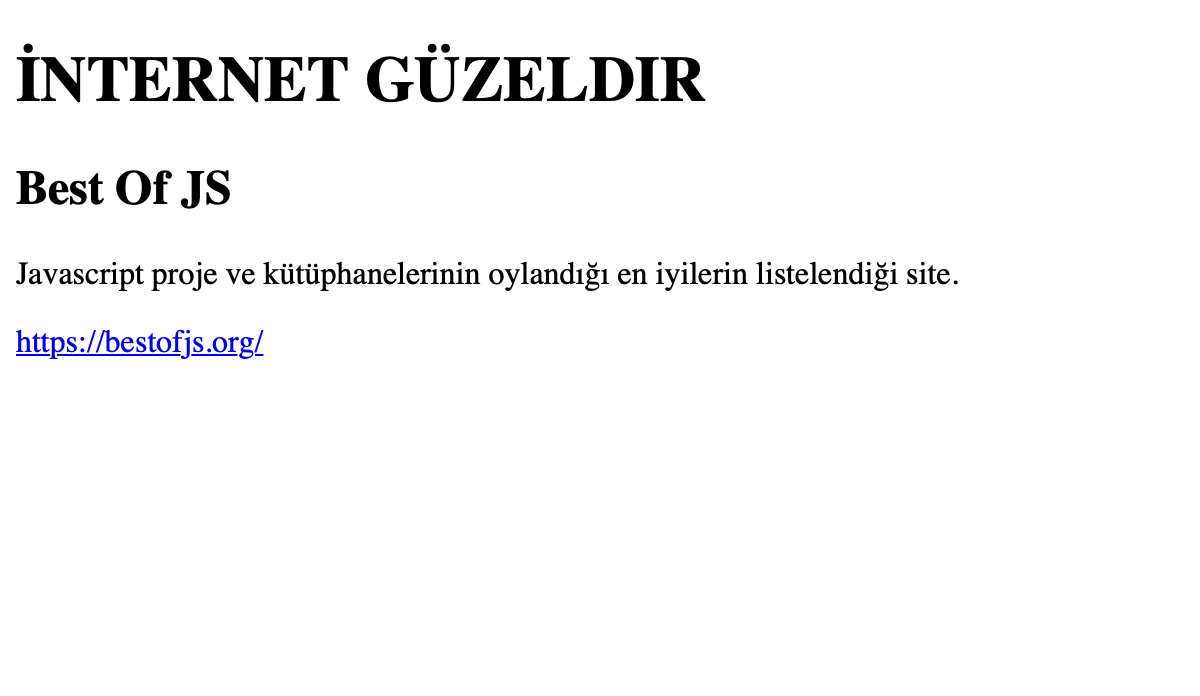 İNTERNET GÜZELDIR
Best Of JS
Javascript proje ve kütüphanelerinin oylandığı en iyilerin listelendiği site.
https://bestofjs.org/